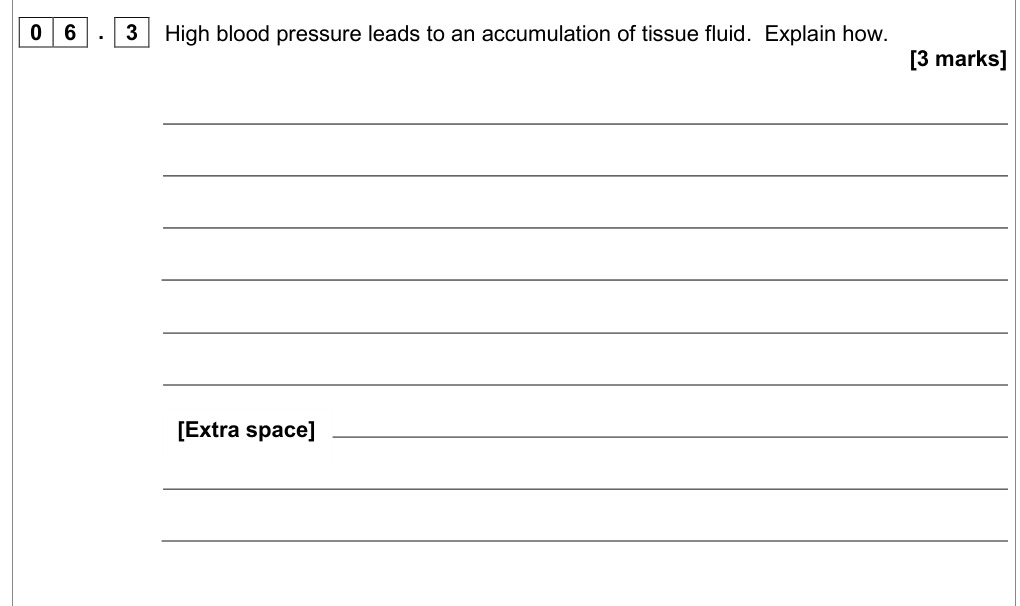 0 6 . 3 High blood pressure leads to an accumulation of tissue fluid. Explain how.
[3 marks]
[Extra space]